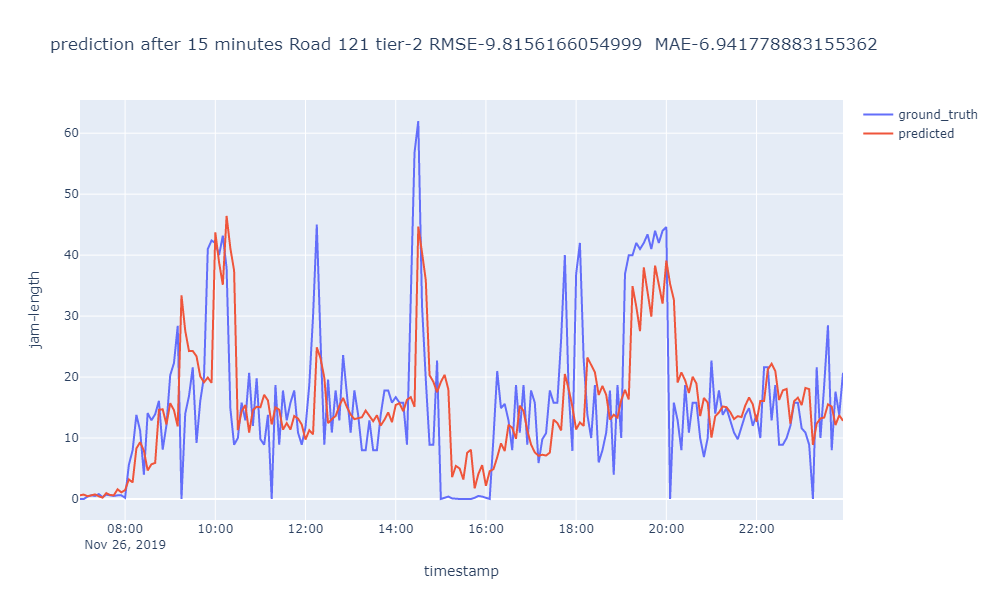 prediction after 15 minutes Road 121 tier-2 RMSE-9.8156166054999  MAE-6.941778883155362
ground_truth
predicted
60
50
40
30
20
10
0
jam-length
08:00
10:00
12:00
14:00
16:00
18:00
20:00
22:00
Nov 26, 2019
timestamp